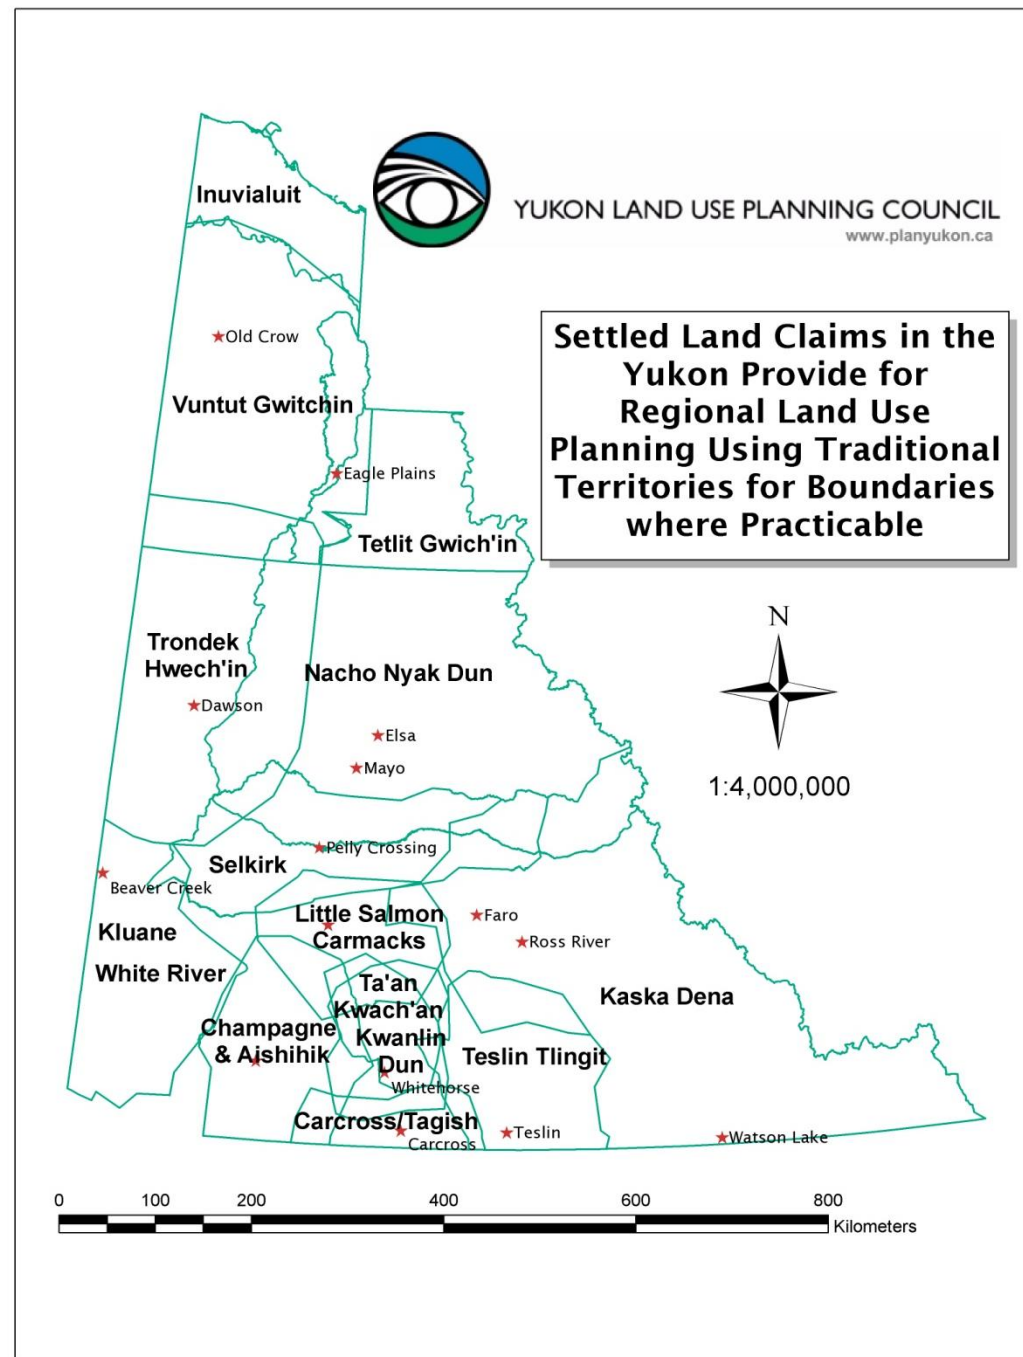 Inuvialuit
YUKON LAND USE PLANNING COUNCIL
www.planyukon.ca
Settled Land Claims in the
Yukon Provide for
Regional Land Use
Planning Using Traditional
Territories for Boundaries
where Practicable
Old Crow
Vuntut Gwitchin
Eagle Plains
Tetlit Gwich'in
N
1:4,000,000
Trondek
Hwech'in
Nacho Nyak Dun
Dawson
Elsa
Mayo
Pelly Crossing
Selkirk
Beaver Creek
Kluane
White River
Little Salmon
Carmacks
Faro
Ross River
Kaska Dena
Ta'an
Kwach'an
Kwanlin
Dun
Champagne
& Aishihik
Teslin Tlingit
Whitehorse
Carcross/Tagish
Carcross
Teslin
Watson Lake
0 100 200 400 600 800
Kilometers